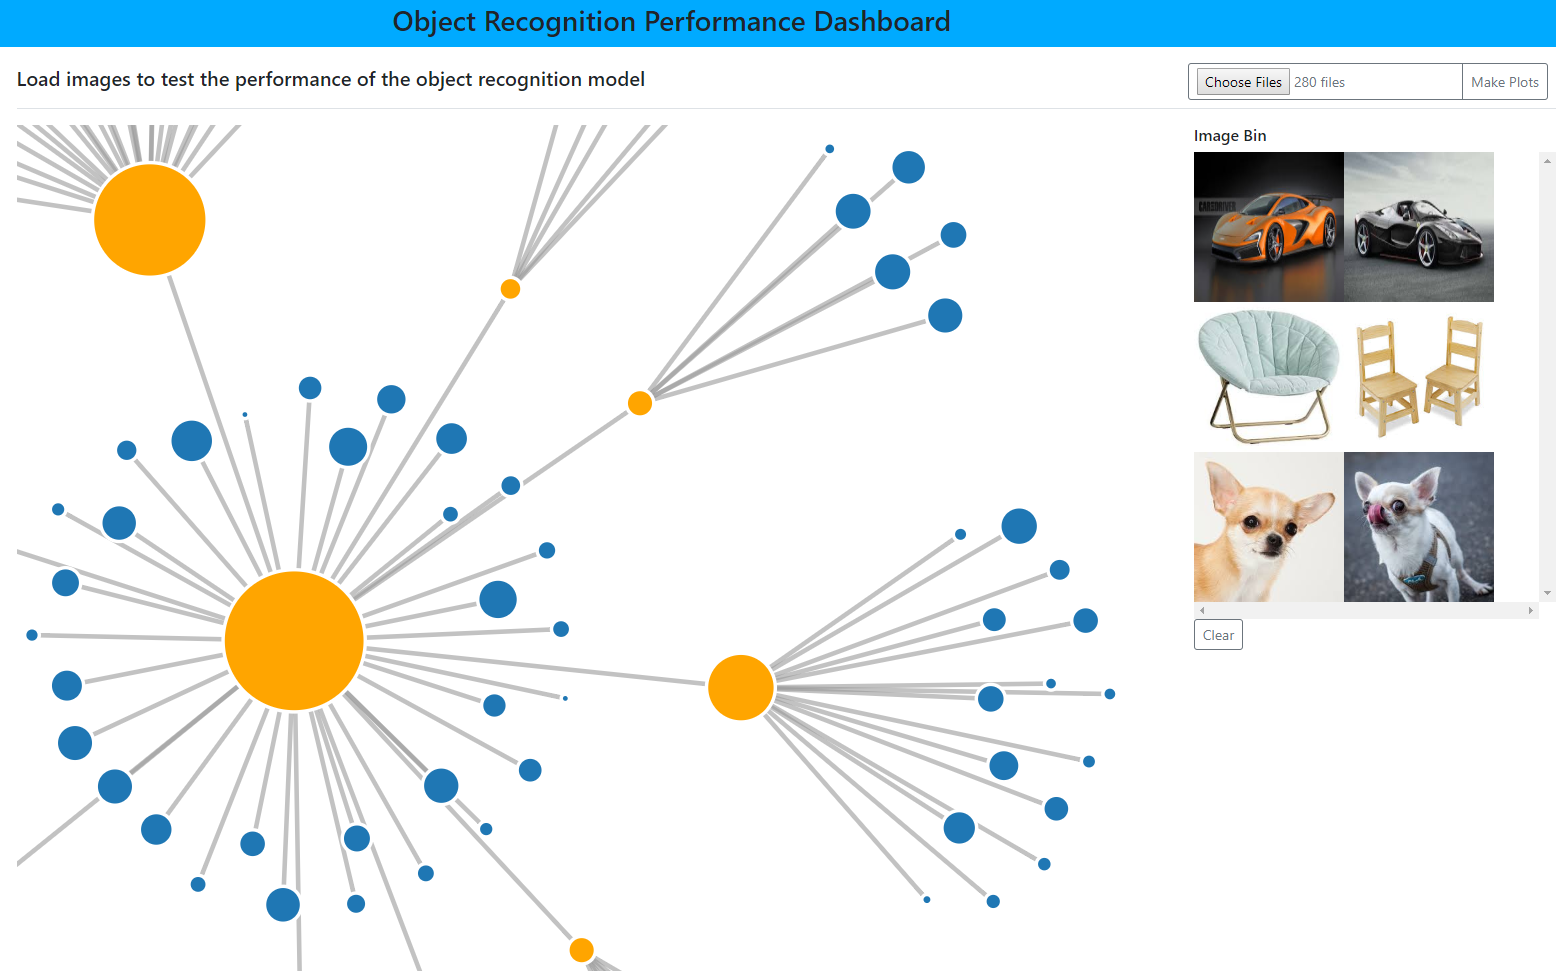 Object Recognition Performance Dashboard
Load images to test the performance of the object recognition model
Choose Files 280 files Make Plots
Image Bin
CARSDRIVER
Clear